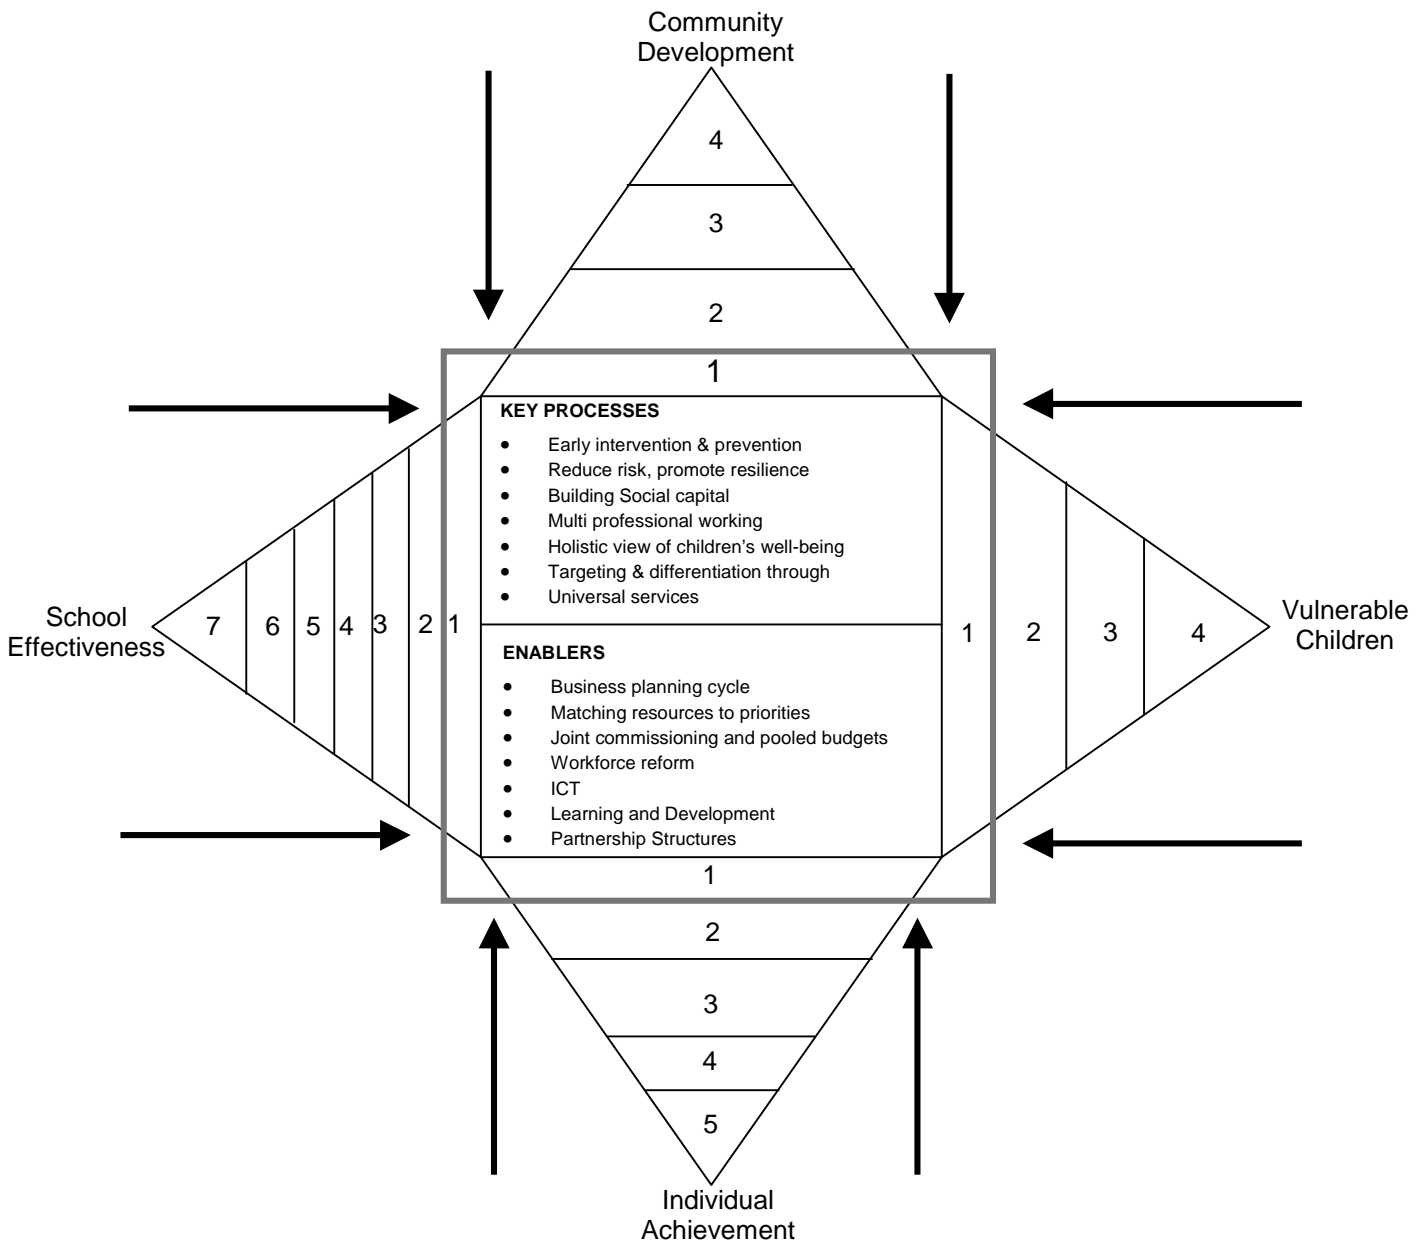 Community
Development
4
3
2
1
KEY PROCESSES
• Early intervention & prevention
• Reduce risk, promote resilience
• Building Social capital
• Multi professional working
• Holistic view of children’s well-being
• Targeting & differentiation through
• Universal services
School
Effectiveness
7 6 5 4 3 2 1
1 2 3 4
Vulnerable
Children
ENABLERS
• Business planning cycle
• Matching resources to priorities
• Joint commissioning and pooled budgets
• Workforce reform
• ICT
• Learning and Development
• Partnership Structures
1
2
3
4
5
Individual
Achievement